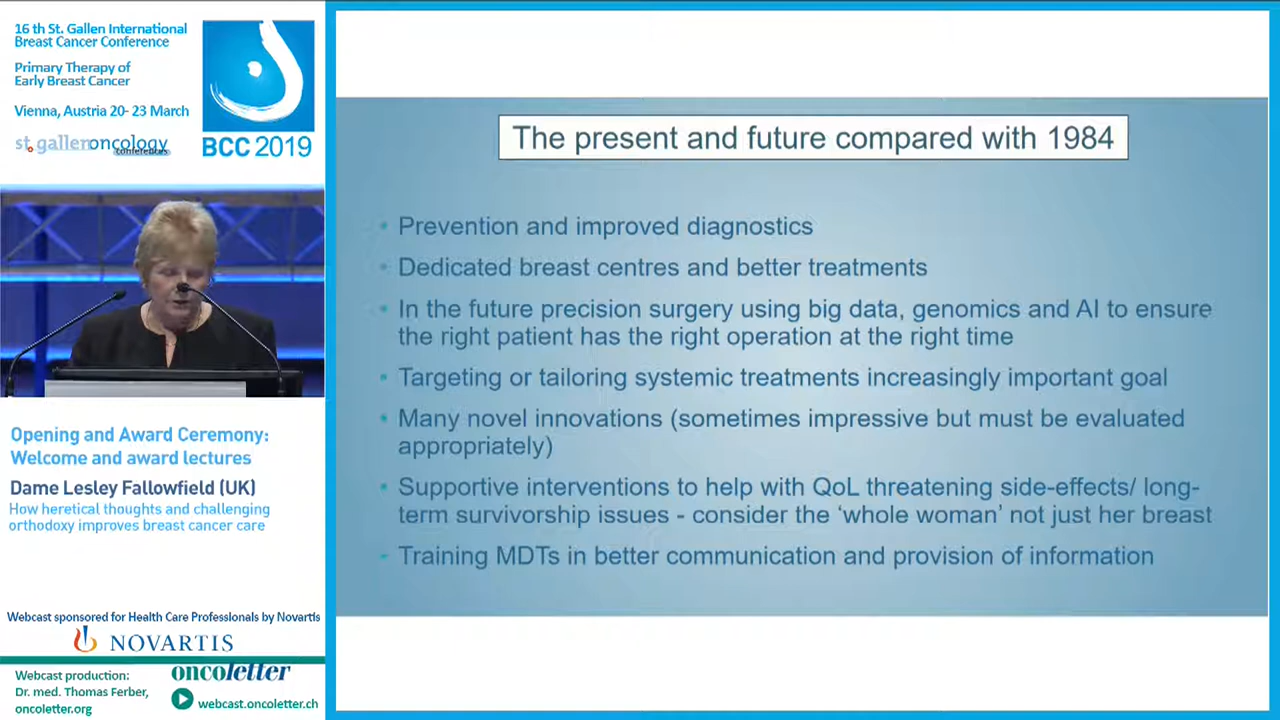 16 th St. Gallen International
Breast Cancer Conference
Primary Therapy of
Early Breast Cancer
Vienna, Austria 20- 23 March
st.gallenoncology
conferences
BCC 2019
Opening and Award Ceremony:
Welcome and award lectures
Dame Lesley Fallowfield (UK)
How heretical thoughts and challenging
orthodoxy improves breast cancer care
Webcast sponsored for Health Care Professionals by Novartis
NOVARTIS
Webcast production:
Dr. med. Thomas Ferber,
oncoletter.org
oncoletter
webcast.oncoletter.ch
The present and future compared with 1984
• Prevention and improved diagnostics
• Dedicated breast centres and better treatments
• In the future precision surgery using big data, genomics and AI to ensure
the right patient has the right operation at the right time
• Targeting or tailoring systemic treatments increasingly important goal
• Many novel innovations (sometimes impressive but must be evaluated
appropriately)
• Supportive interventions to help with QoL threatening side-effects/ long-
term survivorship issues - consider the ‘whole woman’ not just her breast
• Training MDTs in better communication and provision of information